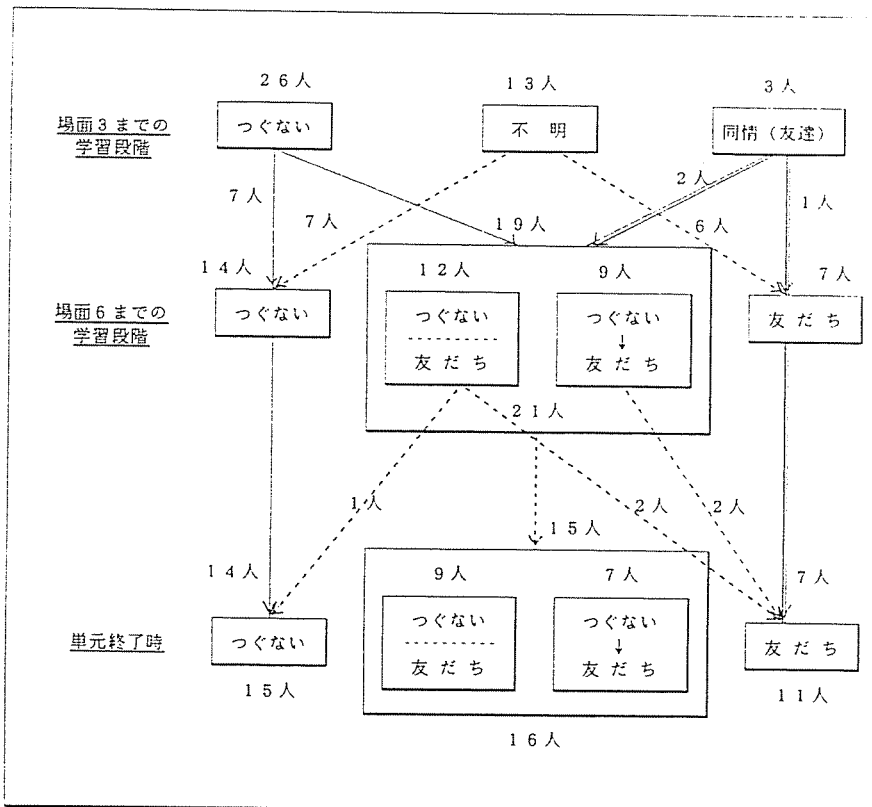 26人 13人 3人
場面3までの
学習段階
つぐない 不 明 同情(友達)
7人 7人 19人 2人 6人 1人
14人 12人 9人 7人
場面6までの
学習段階
つぐない
つぐない
友 だ ち
つぐない
↓
友 だ ち
友 だ ち
21人
1人 15人 2人 2人
14人 9人 7人 7人
単元終了時
つぐない
つぐない
友 だ ち
つぐない
↓
友 だ ち
友 だ ち
15人 16人 11人